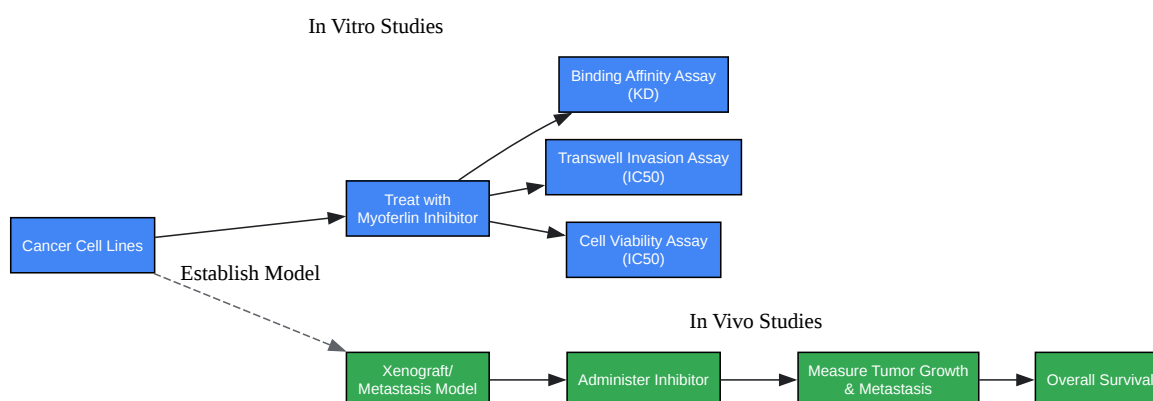 In Vitro Studies
Binding Affinity Assay
(KD)
Transwell Invasion Assay
(IC50)
Treat with
Myoferlin Inhibitor
Cell Viability Assay
(IC50)
Cancer Cell Lines
Establish Model
In Vivo Studies
Xenograft/
Metastasis Model
Administer Inhibitor
Measure Tumor Growth
& Metastasis
Overall Survival